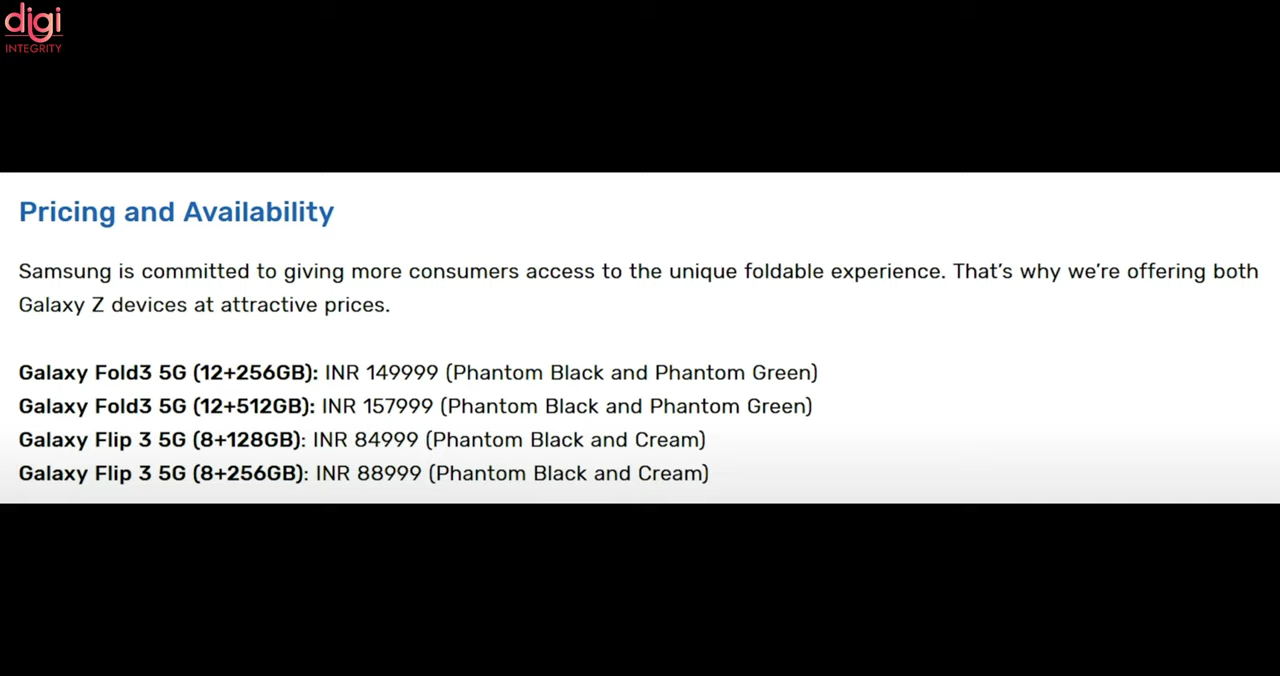 digi
INTEGRITY
Pricing and Availability
Samsung is committed to giving more consumers access to the unique foldable experience. That's why we're offering both
Galaxy Z devices at attractive prices.
Galaxy Fold3 5G (12+256GB): INR 149999 (Phantom Black and Phantom Green)
Galaxy Fold3 5G (12+512GB): INR 157999 (Phantom Black and Phantom Green)
Galaxy Flip 3 5G (8+128GB): INR 84999 (Phantom Black and Cream)
Galaxy Flip 3 5G (8+256GB): INR 88999 (Phantom Black and Cream)